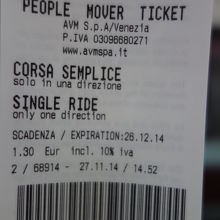 PEOPLE MOVER TICKET
AVM S.p.A/Venezia
P.IVA 03096680271
www.avmspa.it
CORSA SEMPLICE
solo in una direzione
SINGLE RIDE
only one direction
SCADENZA / EXPIRATION:26.12.14
1.30 Eur incl. 10% iva
2 / 68914 - 27.11.14 / 14.52